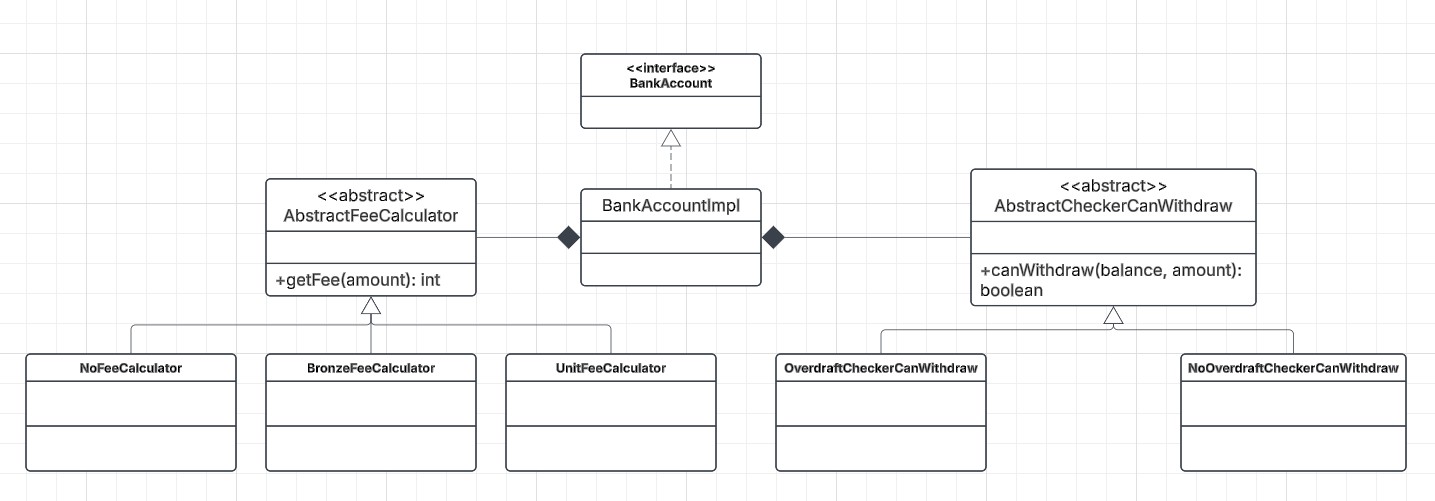 <<interface>>
BankAccount
<<abstract>>
AbstractFeeCalculator
+getFee(amount): int
BankAccountImpl
<<abstract>>
AbstractCheckerCanWithdraw
+canWithdraw(balance, amount):
boolean
NoFeeCalculator
BronzeFeeCalculator
UnitFeeCalculator
OverdraftCheckerCanWithdraw
NoOverdraftCheckerCanWithdraw